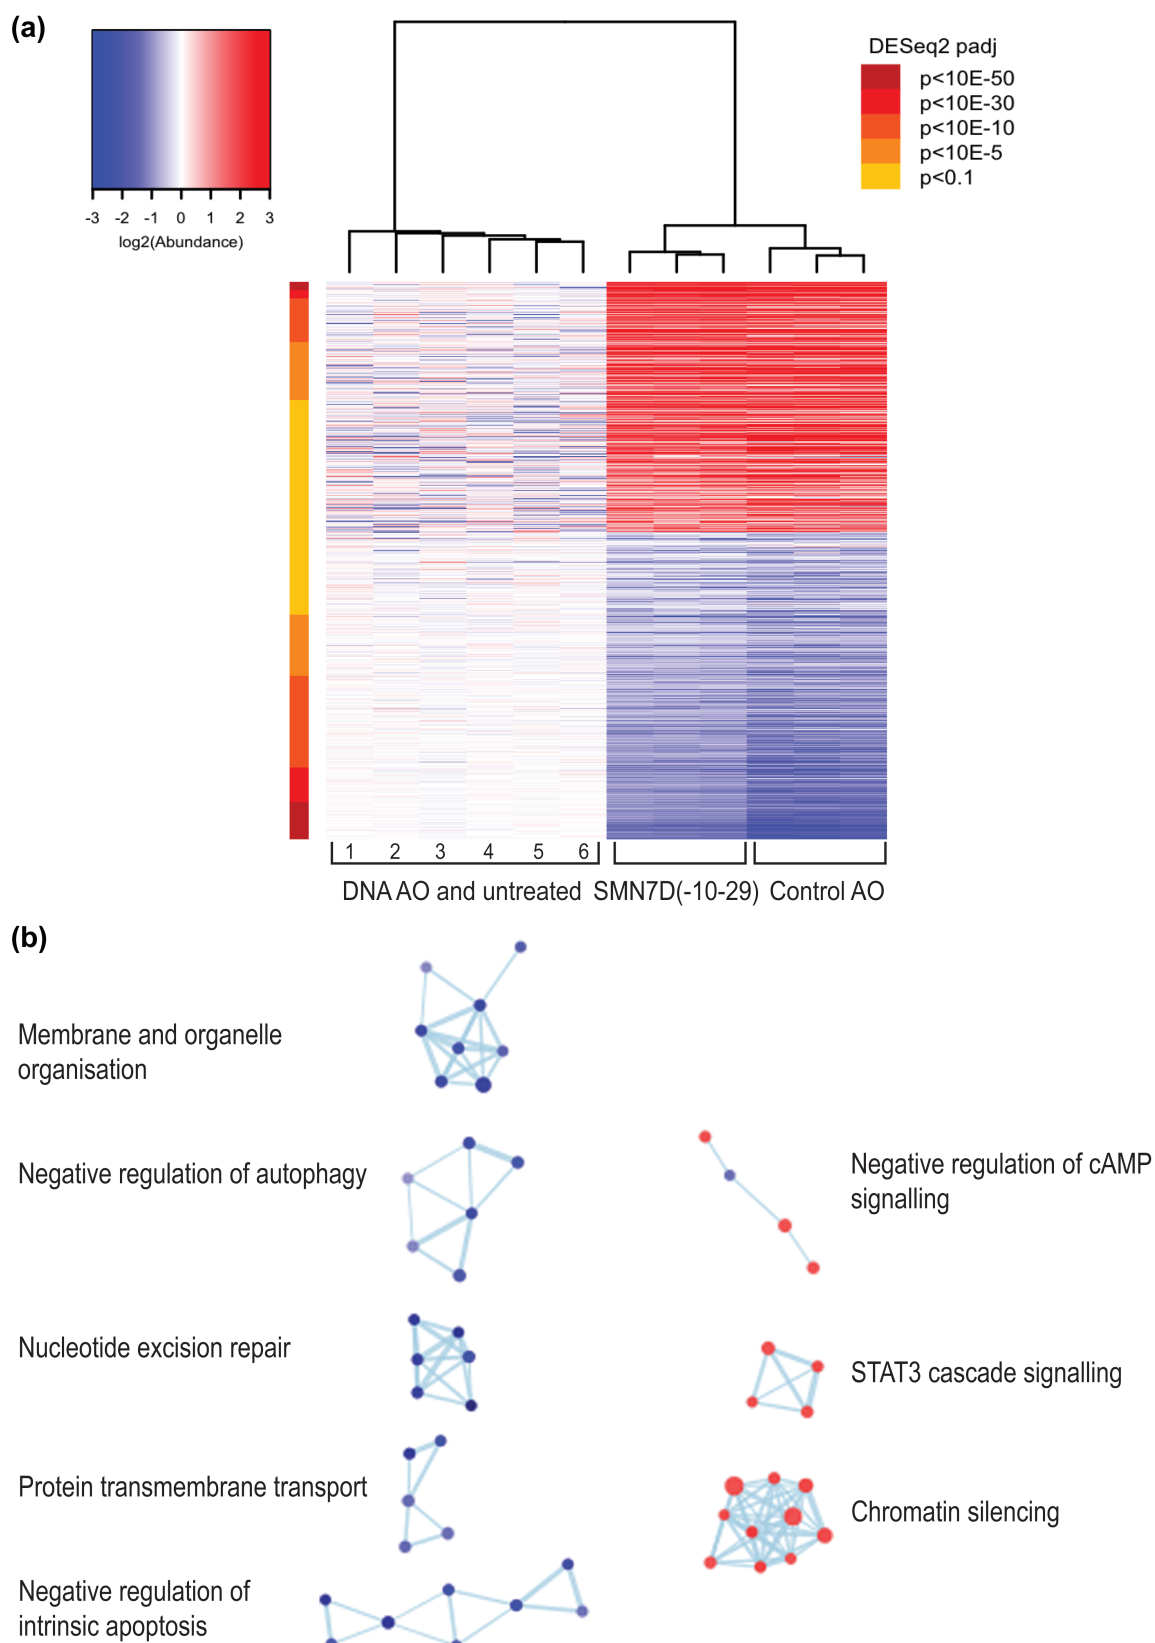 (a)
DESeq2 padj
p<10E-50
p<10E-30
p<10E-10
p<10E-5
p<0.1
-3 -2 -1 0 1 2 3
log2(Abundance)
1 2 3 4 5 6
DNA AO and untreated SMN7D(-10-29) Control AO
(b)
Membrane and organelle
organisation
Negative regulation of autophagy
Negative regulation of cAMP
signalling
Nucleotide excision repair
STAT3 cascade signalling
Protein transmembrane transport
Chromatin silencing
Negative regulation of
intrinsic apoptosis